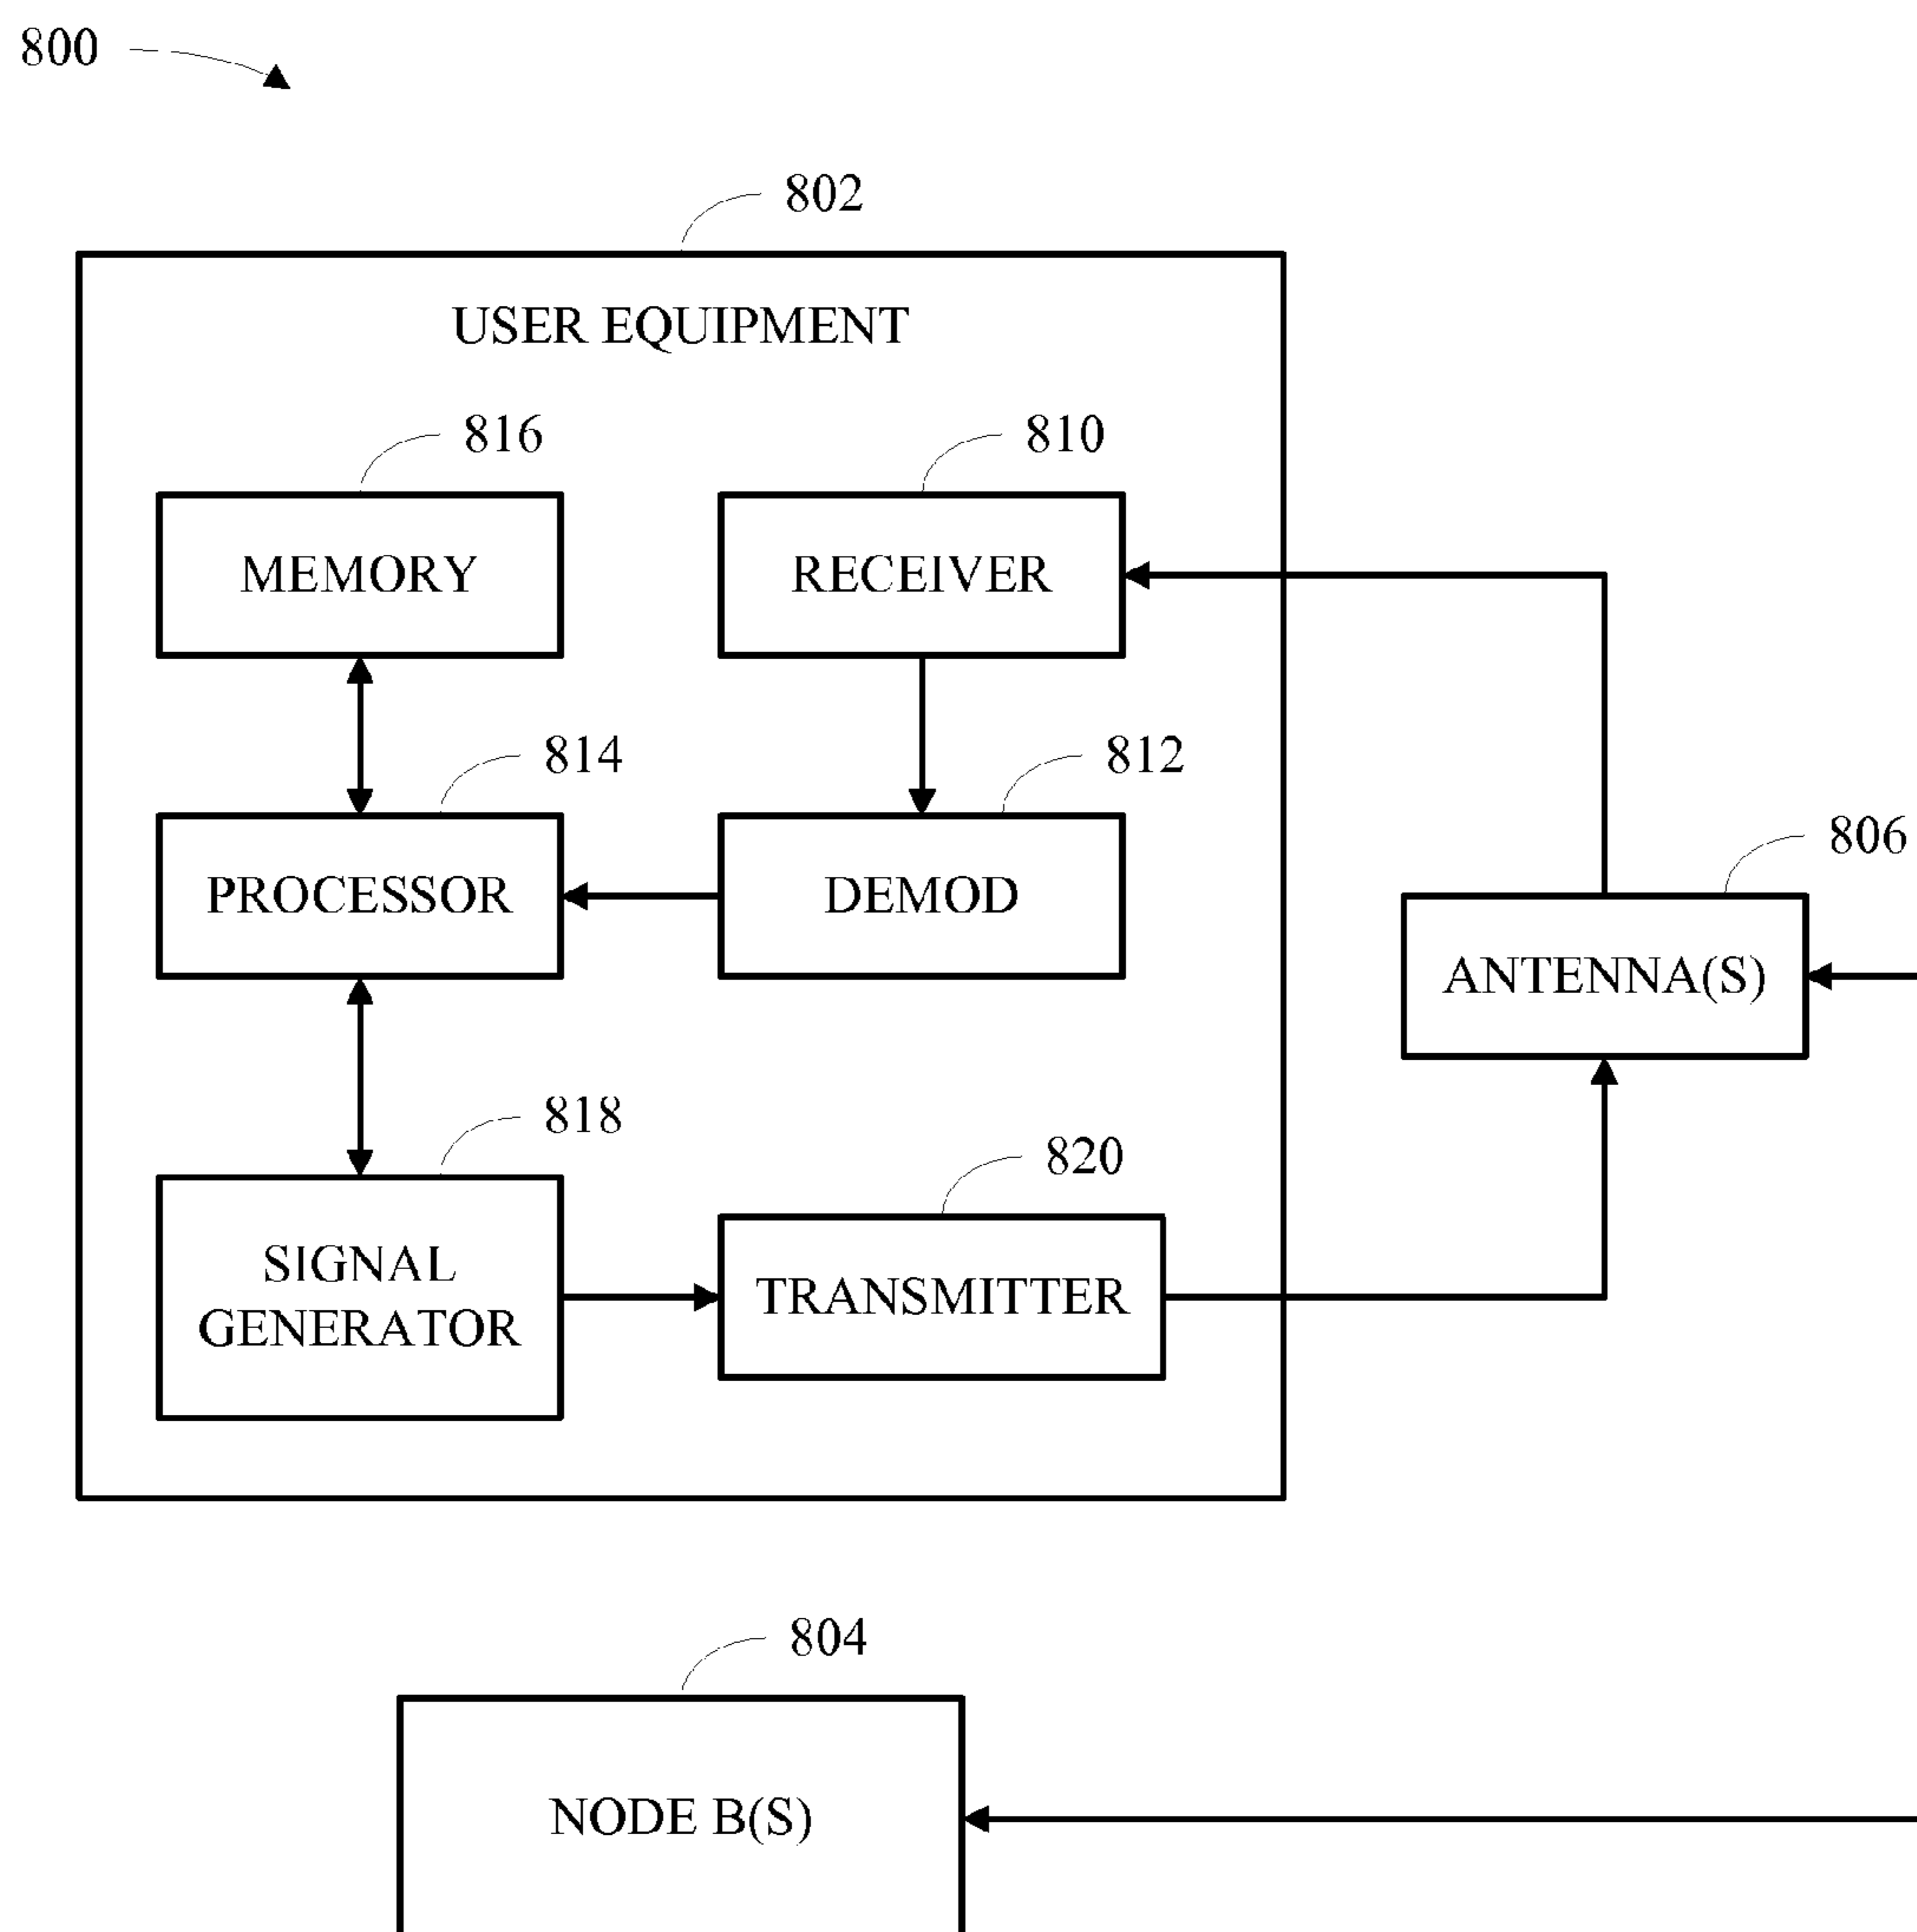 800
802
USER EQUIPMENT
816
810
MEMORY
RECEIVER
814
812
PROCESSOR
DEMOD
806
ANTENNA(S)
818
820
SIGNAL
GENERATOR
TRANSMITTER
804
NODE B(S)